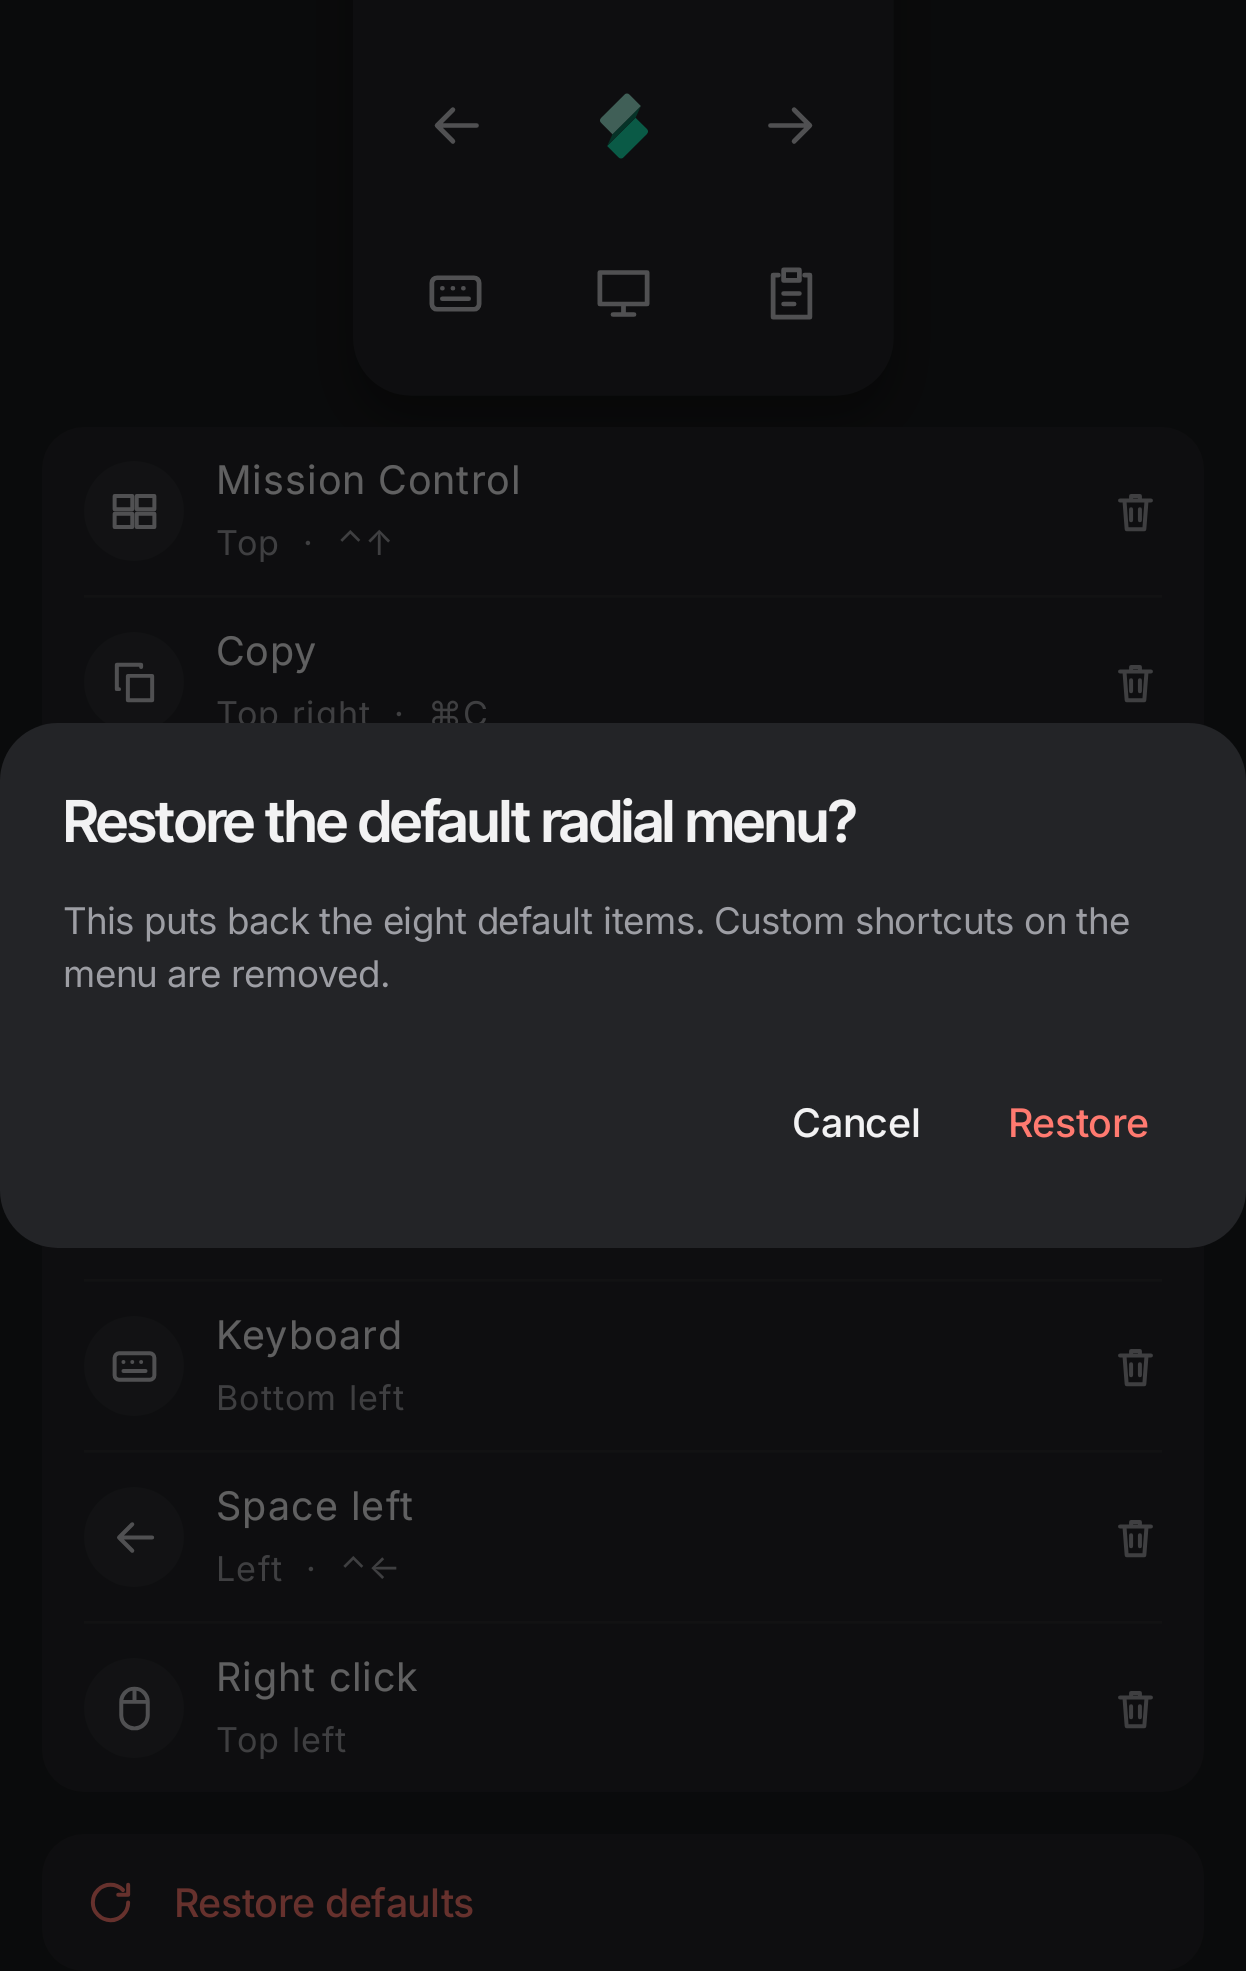 Mission Control
Top · ^↑
Copy
Top right · ⌘C
Restore the default radial menu?
This puts back the eight default items. Custom shortcuts on the
menu are removed.
Cancel Restore
Keyboard
Bottom left
Space left
Left · ^←
Right click
Top left
Restore defaults